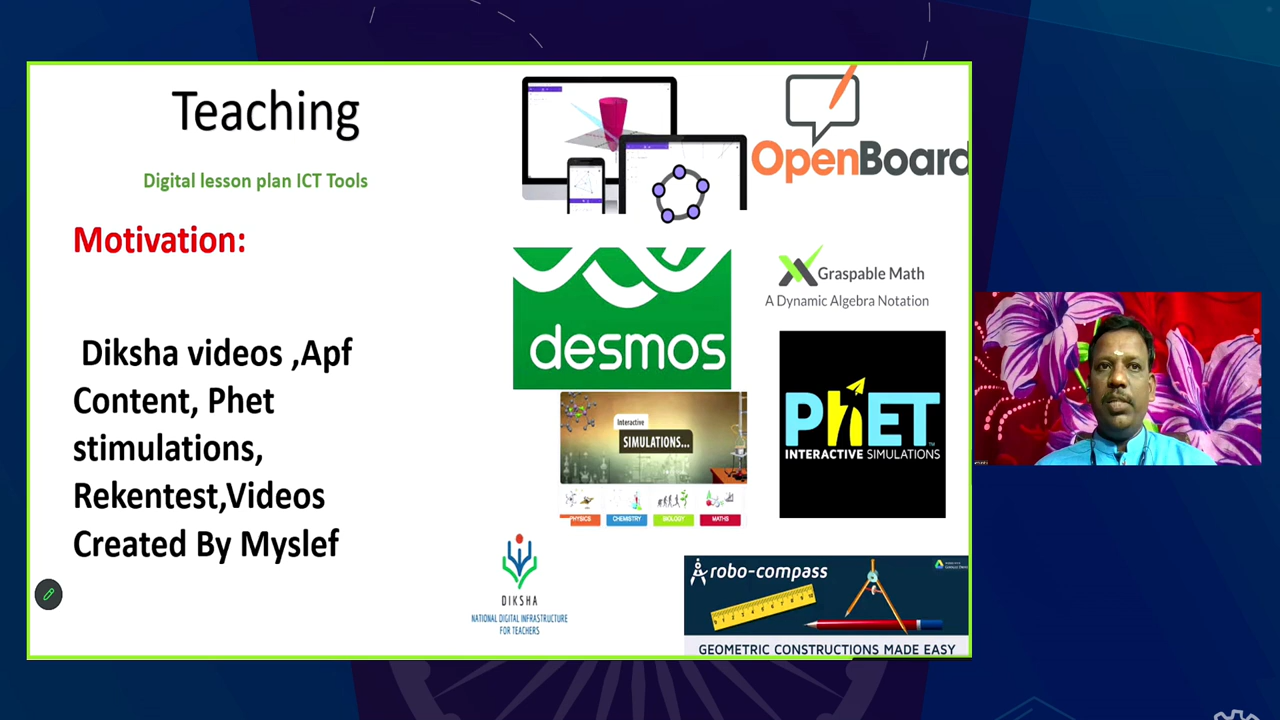 Teaching
Digital lesson plan ICT Tools
Motivation:
Diksha videos ,Apf
Content, Phet
stimulations,
Rekentest,Videos
Created By Myslef
OpenBoard
desmos
Graspable Math
A Dynamic Algebra Notation
Interactive
SIMULATIONS...
PHYSICS
CHEMISTRY
BIOLOGY
MATHS
PhET
INTERACTIVE SIMULATIONS
DIKSHA
NATIONAL DIGITAL INFRASTRUCTURE
FOR TEACHERS
robo-compass
GEOMETRIC CONSTRUCTIONS MADE EASY